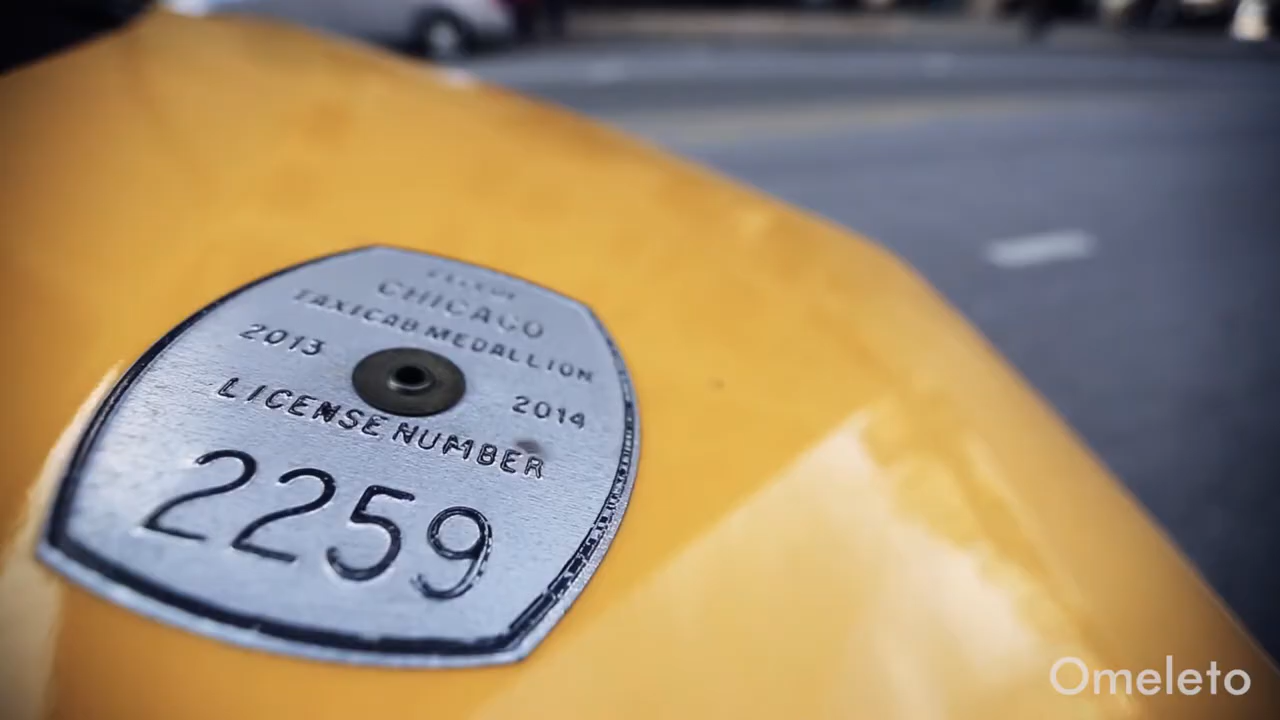 CHICAGO
TAXICAB MEDALLION
2013
2014
LICENSE NUMBER
2259
Omeleto